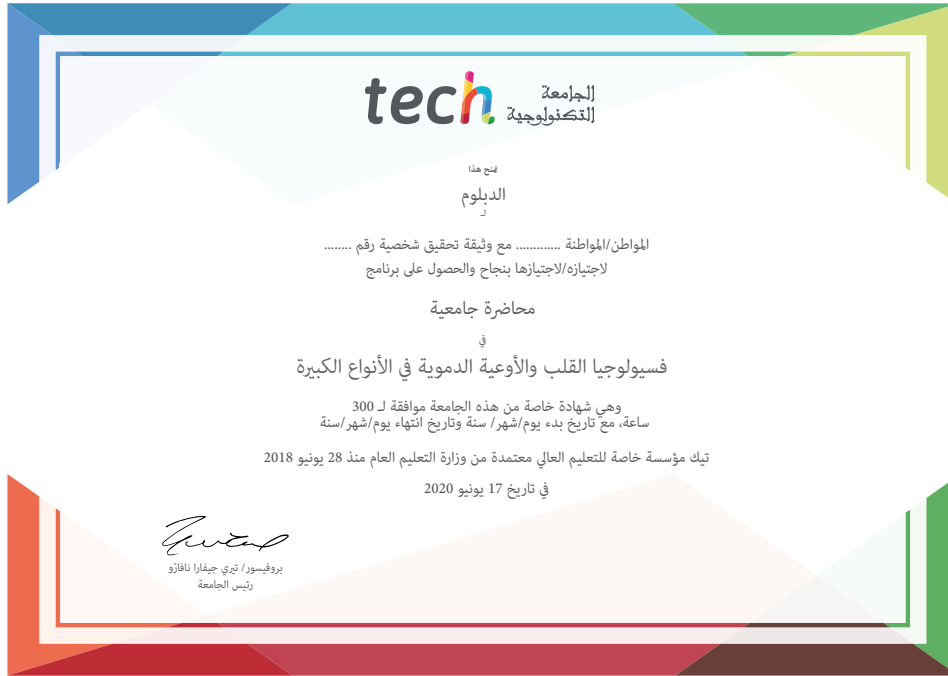 tech
الجامعة
التكنولوجية
تمنح هذا
الدبلوم
لـ
المواطن/المواطنة ............. مع وثيقة تحقيق شخصية رقم ........
لاجتيازه/لاجتيازها بنجاح والحصول على برنامج
محاضرة جامعية
في
فسيولوجيا القلب والأوعية الدموية في الأنواع الكبيرة
وهي شهادة خاصة من هذه الجامعة موافقة لـ 300
ساعة، مع تاريخ بدء يوم/شهر/ سنة وتاريخ انتهاء يوم/شهر/سنة
تيك مؤسسة خاصة للتعليم العالي معتمدة من وزارة التعليم العام منذ 28 يونيو 2018
في تاريخ 17 يونيو 2020
بروفيسور/ تيري جيفارا نافارّو
رئيس الجامعة